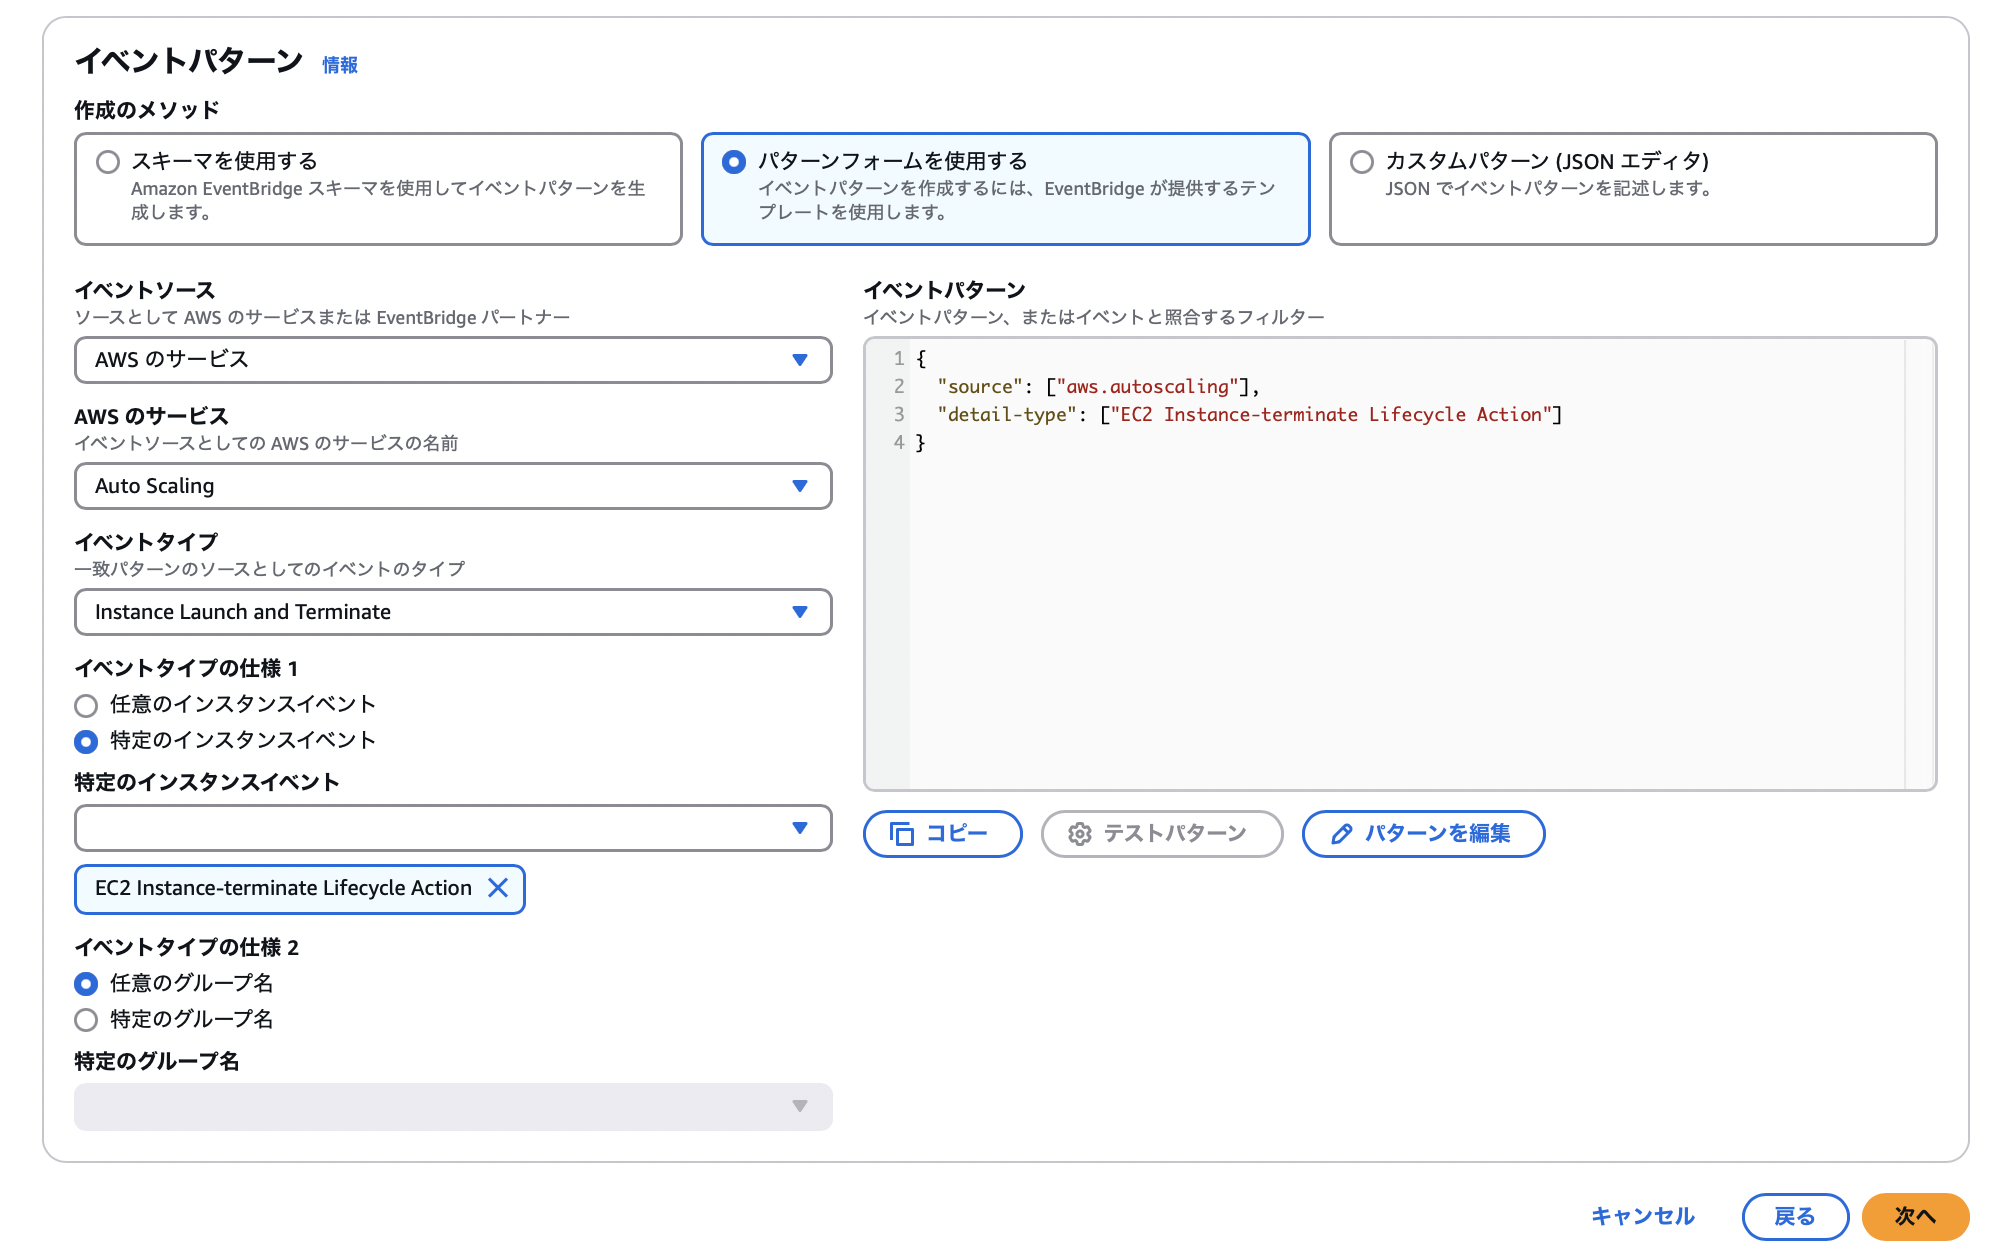 イベントパターン 情報
作成のメソッド
スキーマを使用する
Amazon EventBridge スキーマを使用してイベントパターンを生
成します。
パターンフォームを使用する
イベントパターンを作成するには、EventBridge が提供するテン
プレートを使用します。
カスタムパターン (JSON エディタ)
JSON でイベントパターンを記述します。
イベントソース
ソースとして AWS のサービスまたは EventBridge パートナー
AWS のサービス
AWS のサービス
イベントソースとしての AWS のサービスの名前
Auto Scaling
イベントタイプ
一致パターンのソースとしてのイベントのタイプ
Instance Launch and Terminate
イベントタイプの仕様 1
任意のインスタンスイベント
特定のインスタンスイベント
特定のインスタンスイベント
EC2 Instance-terminate Lifecycle Action
イベントタイプの仕様 2
任意のグループ名
特定のグループ名
特定のグループ名
イベントパターン
イベントパターン、またはイベントと照合するフィルター
1 {
2 "source": ["aws.autoscaling"],
3 "detail-type": ["EC2 Instance-terminate Lifecycle Action"]
4 }
コピー
テストパターン
パターンを編集
キャンセル
戻る
次へ